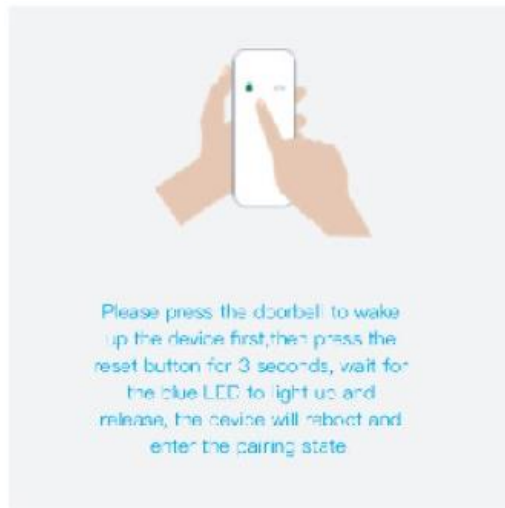 Please press the doorbell to wake
up the device first,then press the
reset button for 3 seconds, wait for
the blue LED to light up and
release, the device will reboot and
enter the pairing state